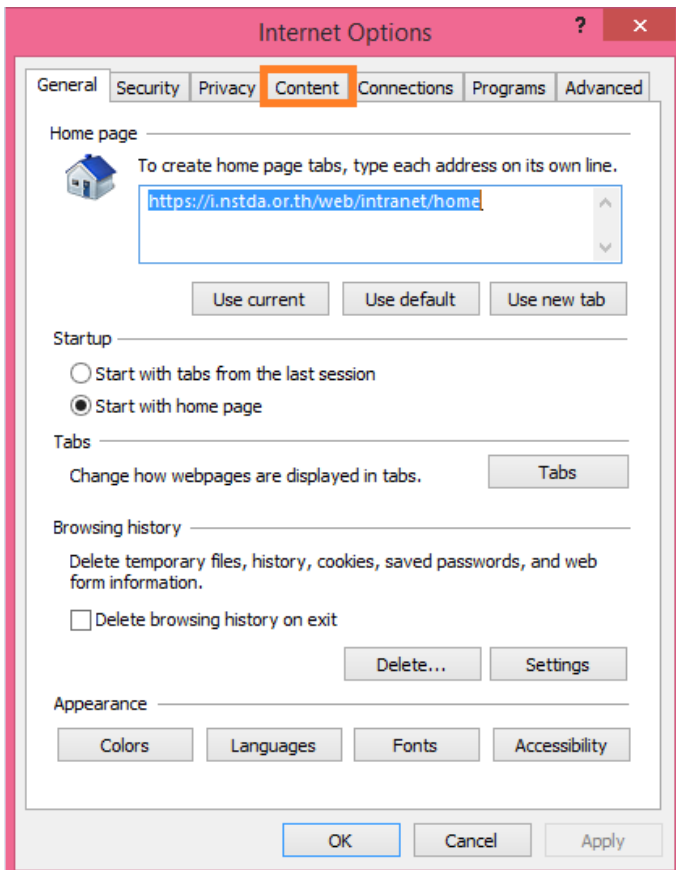 Internet Options ? ×
General Security Privacy Content Connections Programs Advanced
Home page
To create home page tabs, type each address on its own line.
https://i.nstda.or.th/web/intranet/home
Use current Use default Use new tab
Startup
Start with tabs from the last session
Start with home page
Tabs
Change how webpages are displayed in tabs. Tabs
Browsing history
Delete temporary files, history, cookies, saved passwords, and web
form information.
Delete browsing history on exit
Delete... Settings
Appearance
Colors Languages Fonts Accessibility
OK Cancel Apply